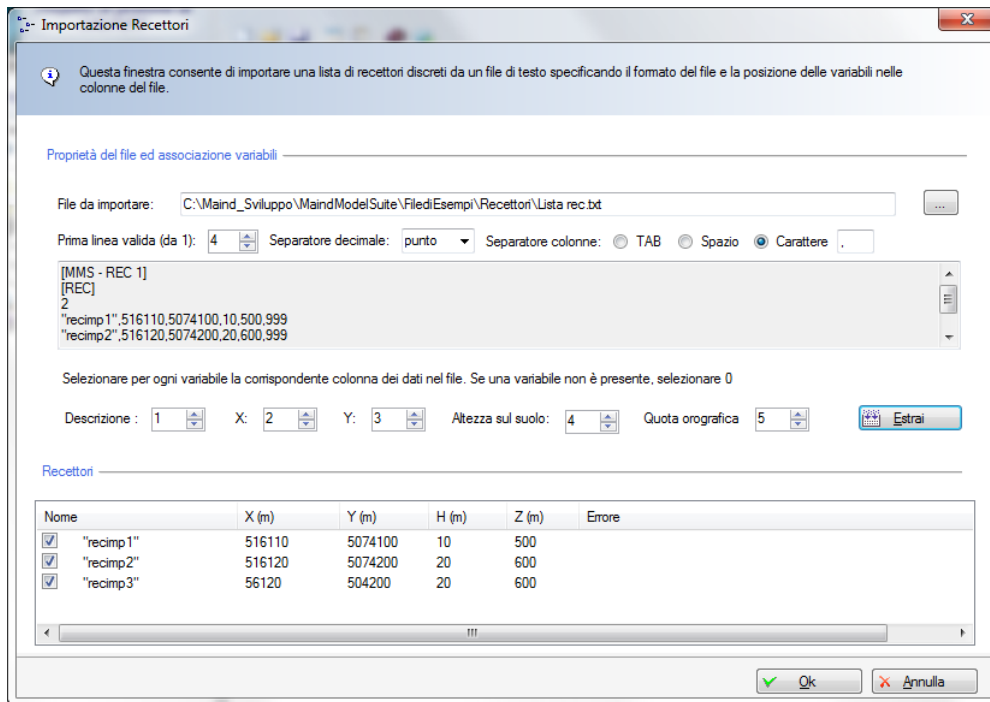 Importazione Recettori
Questa finestra consente di importare una lista di recettori discreti da un file di testo specificando il formato del file e la posizione delle variabili nelle
colonne del file.
Proprietà del file ed associazione variabili
File da importare: C:\Maind_Sviluppo\MaindModelSuite\FilediEsempi\Recettori\Lista rec.txt ...
Prima linea valida (da 1): 4 Separatore decimale: punto Separatore colonne: TAB Spazio Carattere ,
[MMS - REC 1]
[REC]
2
"recimp1",516110,5074100,10,500,999
"recimp2",516120,5074200,20,600,999
Selezionare per ogni variabile la corrispondente colonna dei dati nel file. Se una variabile non è presente, selezionare 0
Descrizione : 1 X: 2 Y: 3 Altezza sul suolo: 4 Quota orografica 5 Estrai
Recettori
Nome X (m) Y (m) H (m) Z (m) Errore
"recimp1" 516110 5074100 10 500
"recimp2" 516120 5074200 20 600
"recimp3" 56120 504200 20 600
Ok Annulla